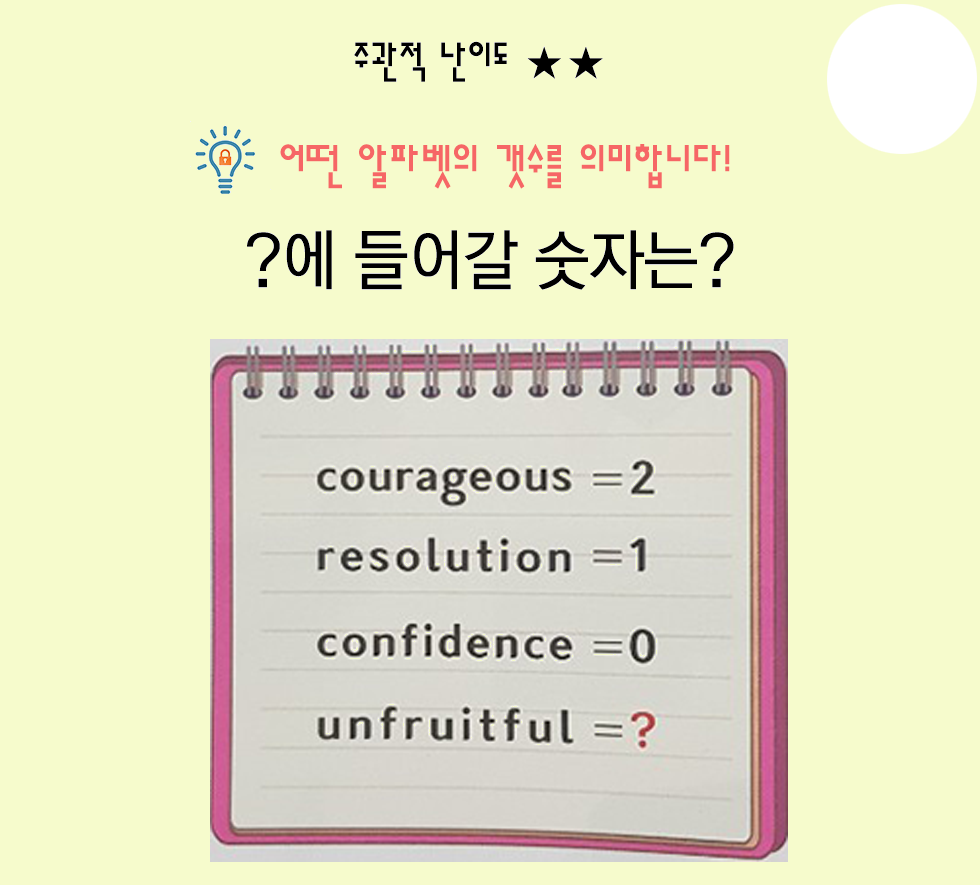 주관적 난이도 ★★
어떤 알파벳의 갯수를 의미합니다!
?에 들어갈 숫자는?
courageous =2
resolution =1
confidence =0
unfruitful =?